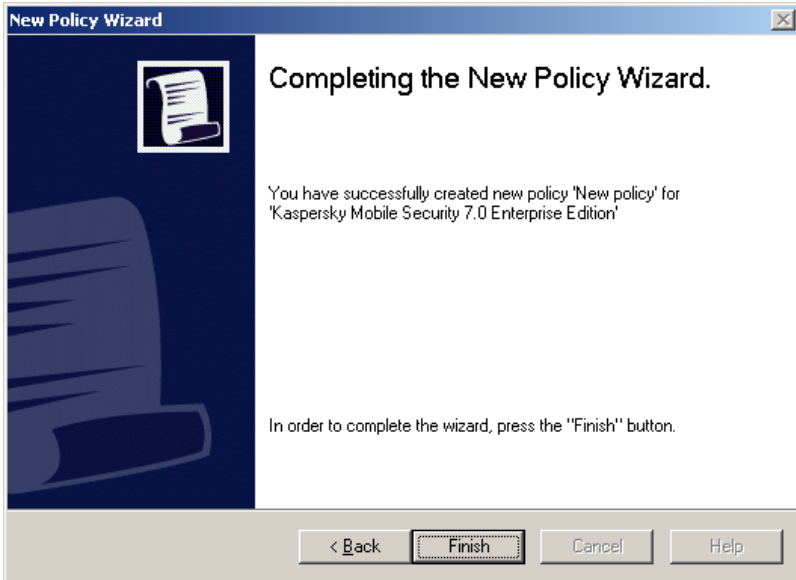 New Policy Wizard
Completing the New Policy Wizard.
You have successfully created new policy 'New policy' for
'Kaspersky Mobile Security 7.0 Enterprise Edition'
In order to complete the wizard, press the "Finish" button.
< Back Finish Cancel Help